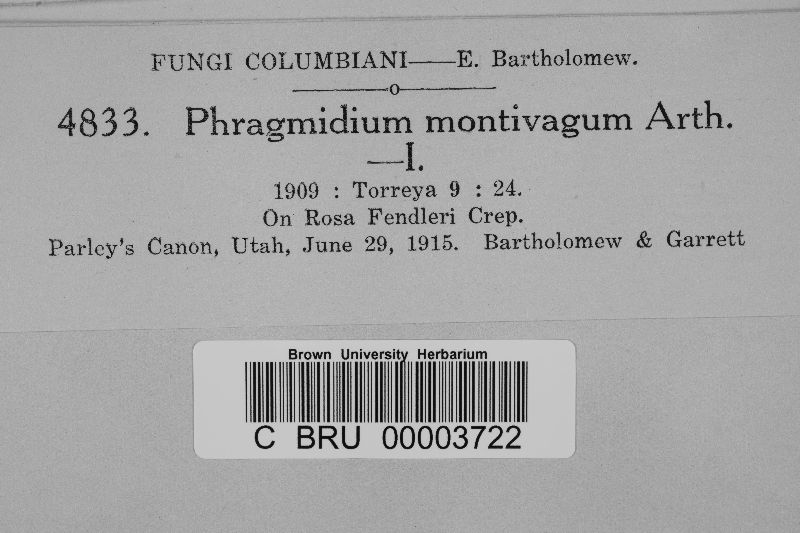 FUNGI COLUMBIANI——E. Bartholomew.
——o——
4833. Phragmidium montivagum Arth.
—I.
1909 : Torreya 9 : 24.
On Rosa Fendleri Crep.
Parley's Canon, Utah, June 29, 1915. Bartholomew & Garrett
Brown University Herbarium
C BRU 00003722